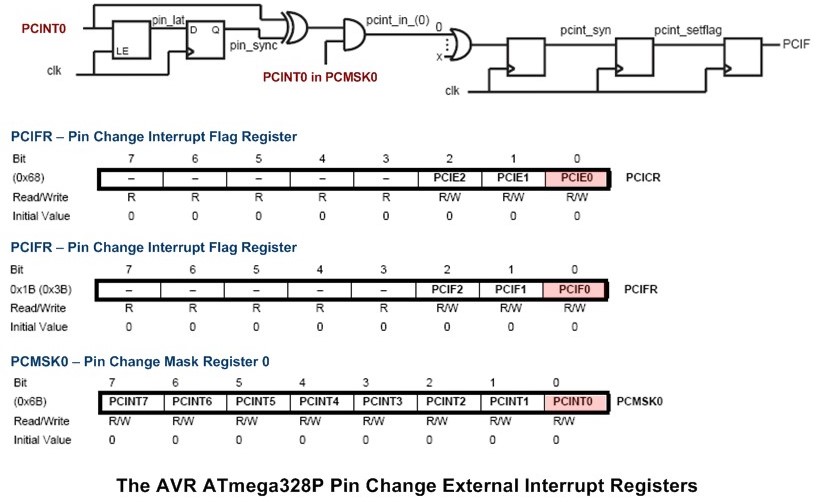 PCINT0
pin_lat
D Q
LE
pin_sync
clk
PCINT0 in PCMSK0
pcint_in_(0)
0
x
clk
pcint_syn
pcint_setflag
PCIF
PCIFR – Pin Change Interrupt Flag Register
Bit 7 6 5 4 3 2 1 0
(0x68) – – – – – PCIE2 PCIE1 PCIE0 PCICR
Read/Write R R R R R R/W R/W R/W
Initial Value 0 0 0 0 0 0 0 0
PCIFR – Pin Change Interrupt Flag Register
Bit 7 6 5 4 3 2 1 0
0x1B (0x3B) – – – – – PCIF2 PCIF1 PCIF0 PCIFR
Read/Write R R R R R R/W R/W R/W
Initial Value 0 0 0 0 0 0 0 0
PCMSK0 – Pin Change Mask Register 0
Bit 7 6 5 4 3 2 1 0
(0x6B) PCINT7 PCINT6 PCINT5 PCINT4 PCINT3 PCINT2 PCINT1 PCINT0 PCMSK0
Read/Write R/W R/W R/W R/W R/W R/W R/W R/W
Initial Value 0 0 0 0 0 0 0 0
The AVR ATmega328P Pin Change External Interrupt Registers